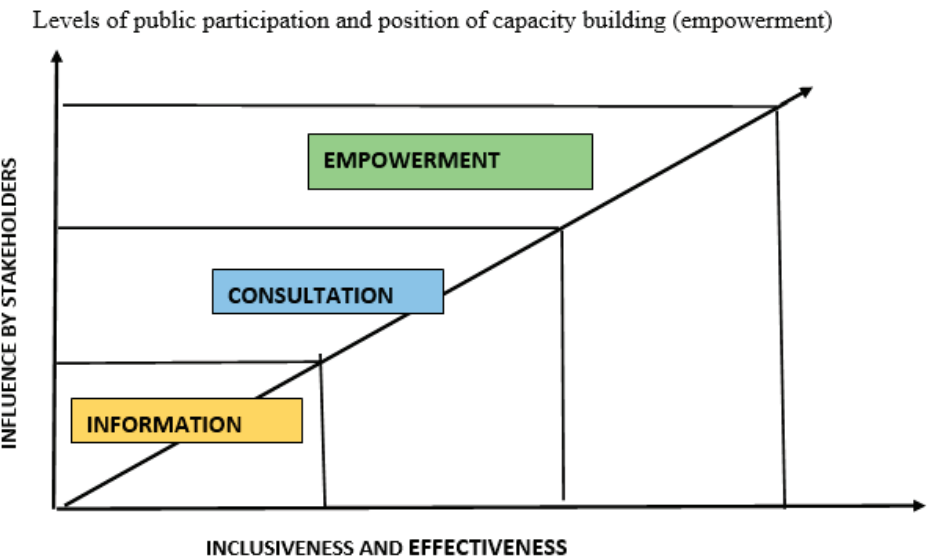 Levels of public participation and position of capacity building (empowerment)
EMPOWERMENT
CONSULTATION
INFORMATION
INFLUENCE BY STAKEHOLDERS
INCLUSIVENESS AND EFFECTIVENESS